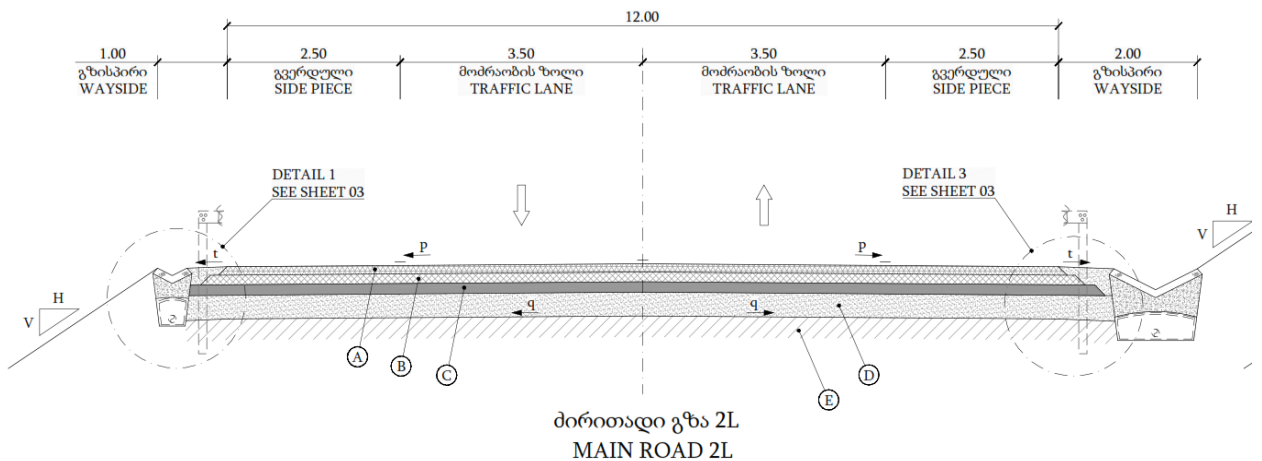 12.00
1.00
გზისპირი
WAYSIDE
2.50
გვერდული
SIDE PIECE
3.50
მოძრაობის ზოლი
TRAFFIC LANE
3.50
მოძრაობის ზოლი
TRAFFIC LANE
2.50
გვერდული
SIDE PIECE
2.00
გზისპირი
WAYSIDE
DETAIL 1
SEE SHEET 03
DETAIL 3
SEE SHEET 03
H
V
t
P
P
t
H
V
q
q
A
B
C
D
E
ძირითადი გზა 2L
MAIN ROAD 2L